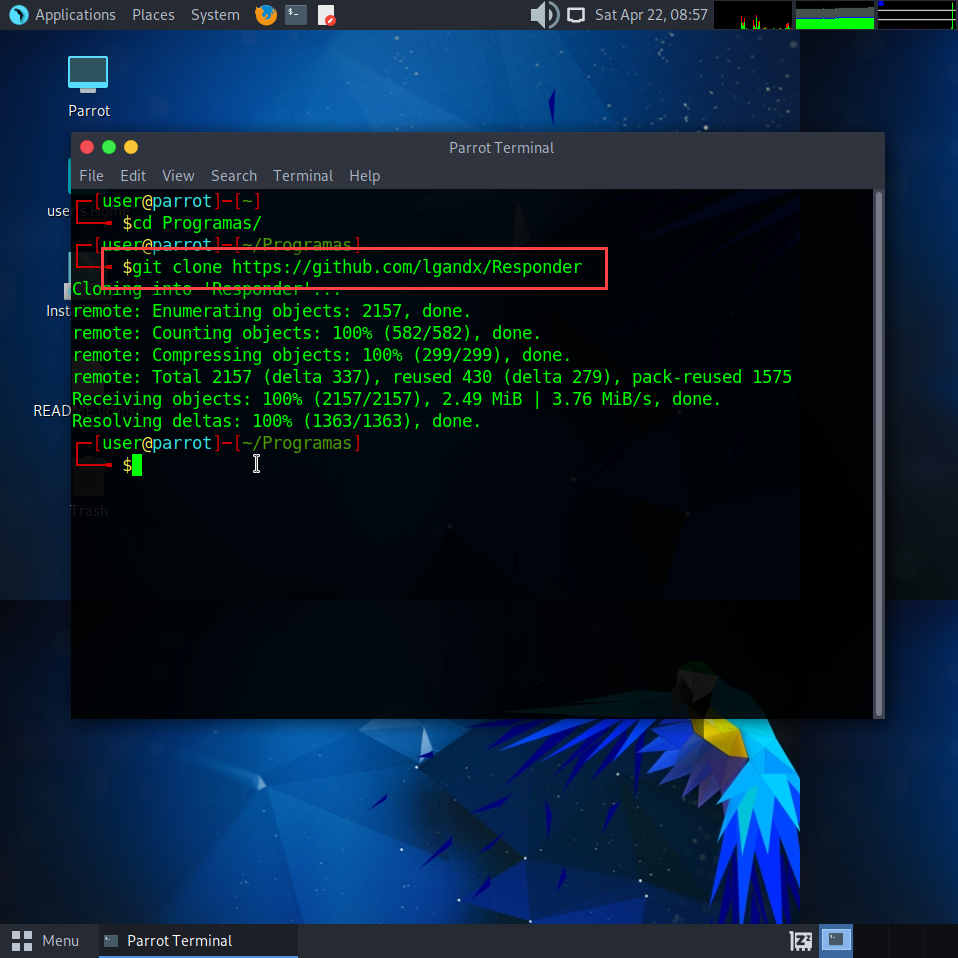 Applications Places System Sat Apr 22, 08:57
Parrot
Parrot Terminal
File Edit View Search Terminal Help
[user@parrot]─[~]
$cd Programas/
[user@parrot]─[~/Programas]
$git clone https://github.com/lgandx/Responder
Cloning into 'Responder'...
remote: Enumerating objects: 2157, done.
remote: Counting objects: 100% (582/582), done.
remote: Compressing objects: 100% (299/299), done.
remote: Total 2157 (delta 337), reused 430 (delta 279), pack-reused 1575
Receiving objects: 100% (2157/2157), 2.49 MiB | 3.76 MiB/s, done.
Resolving deltas: 100% (1363/1363), done.
[user@parrot]─[~/Programas]
$
user's Home
Inst
READ
Trash
Menu Parrot Terminal